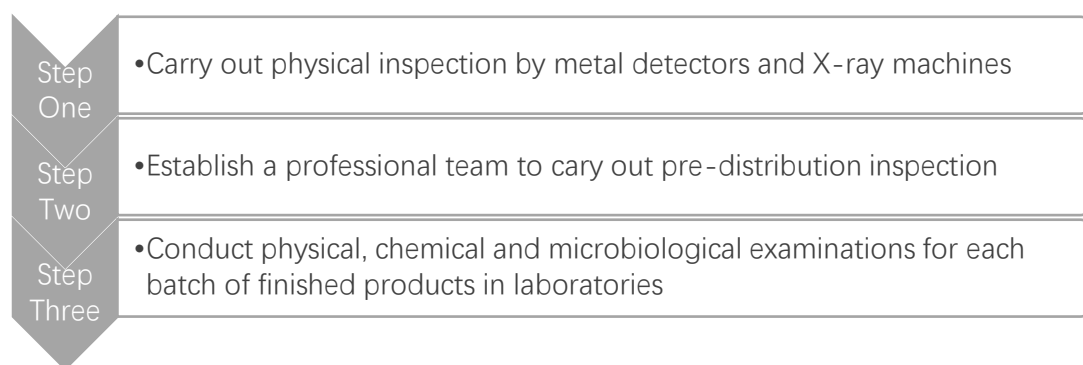 Step
One
•Carry out physical inspection by metal detectors and X-ray machines
Step
Two
•Establish a professional team to cary out pre-distribution inspection
Step
Three
•Conduct physical, chemical and microbiological examinations for each
batch of finished products in laboratories